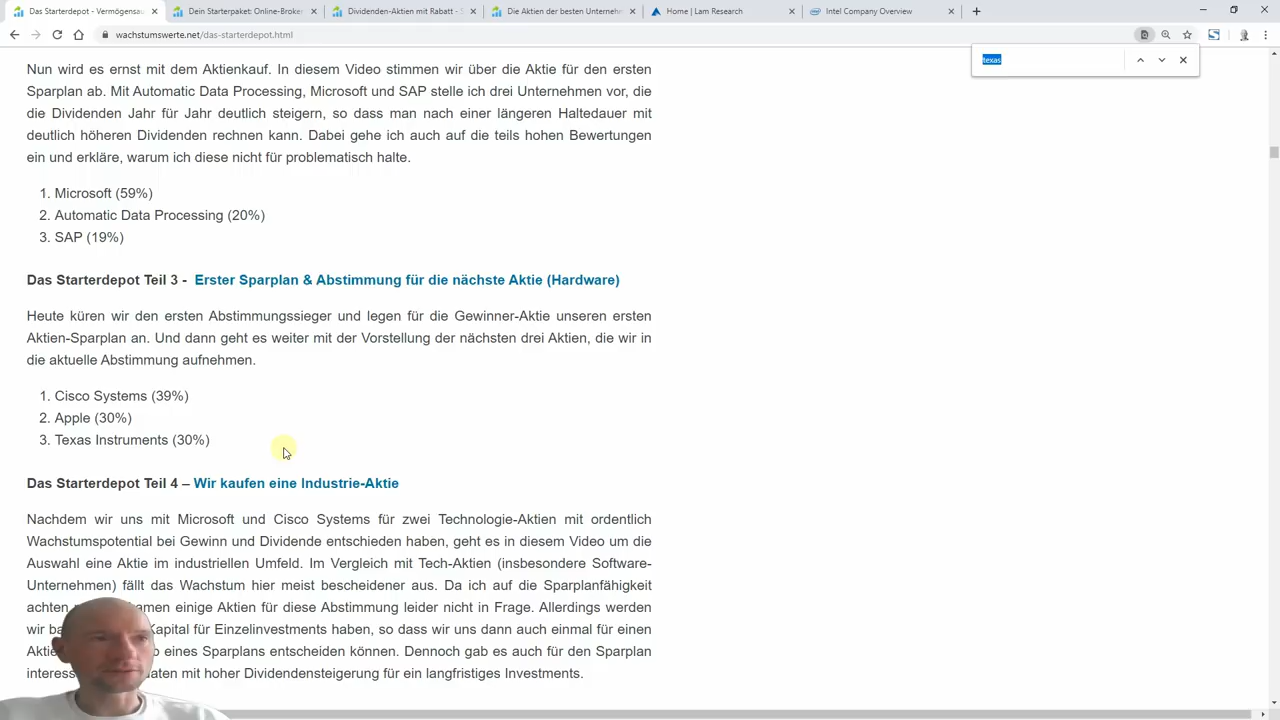 Das Starterdepot - Vermögensau
Dein Starterpaket: Online-Broker
Dividenden-Aktien mit Rabatt - S
Die Aktien der besten Unternehm
Home | Lam Research
Intel Company Overview
wachstumswerte.net/das-starterdepot.html
texas
Nun wird es ernst mit dem Aktienkauf. In diesem Video stimmen wir über die Aktie für den ersten
Sparplan ab. Mit Automatic Data Processing, Microsoft und SAP stelle ich drei Unternehmen vor, die
die Dividenden Jahr für Jahr deutlich steigern, so dass man nach einer längeren Haltedauer mit
deutlich höheren Dividenden rechnen kann. Dabei gehe ich auch auf die teils hohen Bewertungen
ein und erkläre, warum ich diese nicht für problematisch halte.
1. Microsoft (59%)
2. Automatic Data Processing (20%)
3. SAP (19%)
Das Starterdepot Teil 3 - Erster Sparplan & Abstimmung für die nächste Aktie (Hardware)
Heute küren wir den ersten Abstimmungssieger und legen für die Gewinner-Aktie unseren ersten
Aktien-Sparplan an. Und dann geht es weiter mit der Vorstellung der nächsten drei Aktien, die wir in
die aktuelle Abstimmung aufnehmen.
1. Cisco Systems (39%)
2. Apple (30%)
3. Texas Instruments (30%)
Das Starterdepot Teil 4 – Wir kaufen eine Industrie-Aktie
Nachdem wir uns mit Microsoft und Cisco Systems für zwei Technologie-Aktien mit ordentlich
Wachstumspotential bei Gewinn und Dividende entschieden haben, geht es in diesem Video um die
Auswahl eine Aktie im industriellen Umfeld. Im Vergleich mit Tech-Aktien (insbesondere Software-
Unternehmen) fällt das Wachstum hier meist bescheidener aus. Da ich auf die Sparplanfähigkeit
achten amen einige Aktien für diese Abstimmung leider nicht in Frage. Allerdings werden
wir ba Kapital für Einzelinvestments haben, so dass wir uns dann auch einmal für einen
Aktie eines Sparplans entscheiden können. Dennoch gab es auch für den Sparplan
interess aten mit hoher Dividendensteigerung für ein langfristiges Investments.